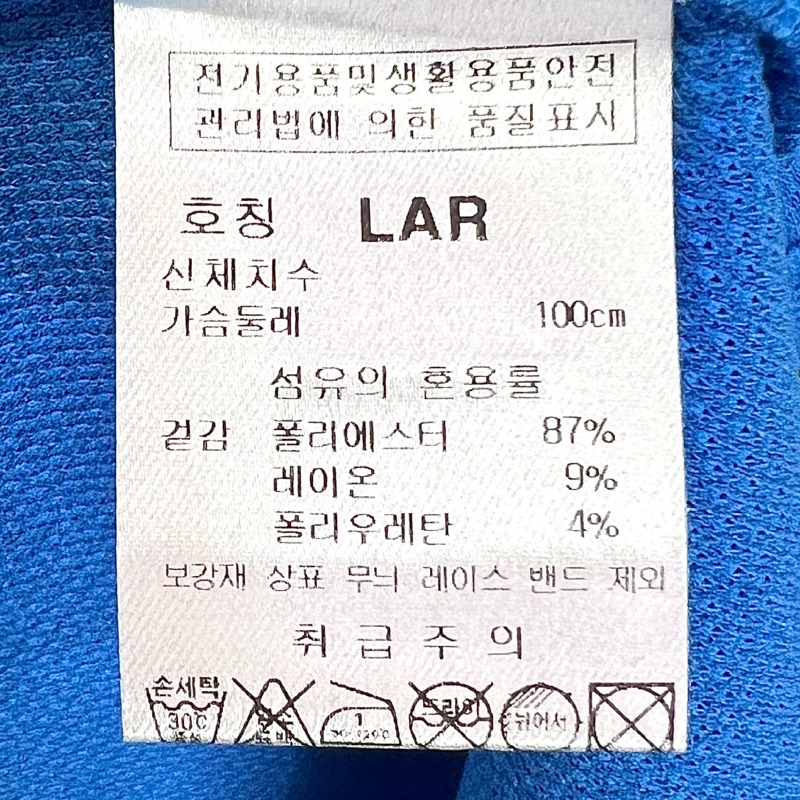 전기용품및생활용품안전
관리법에 의한 품질표시
호칭 LAR
신체치수
가슴둘레 100cm
섬유의 혼용률
겉감 폴리에스터 87%
레이온 9%
폴리우레탄 4%
보강재 상표 무늬 레이스 밴드 제외
취급주의
손세탁
30℃
1
드라이
뉘어서